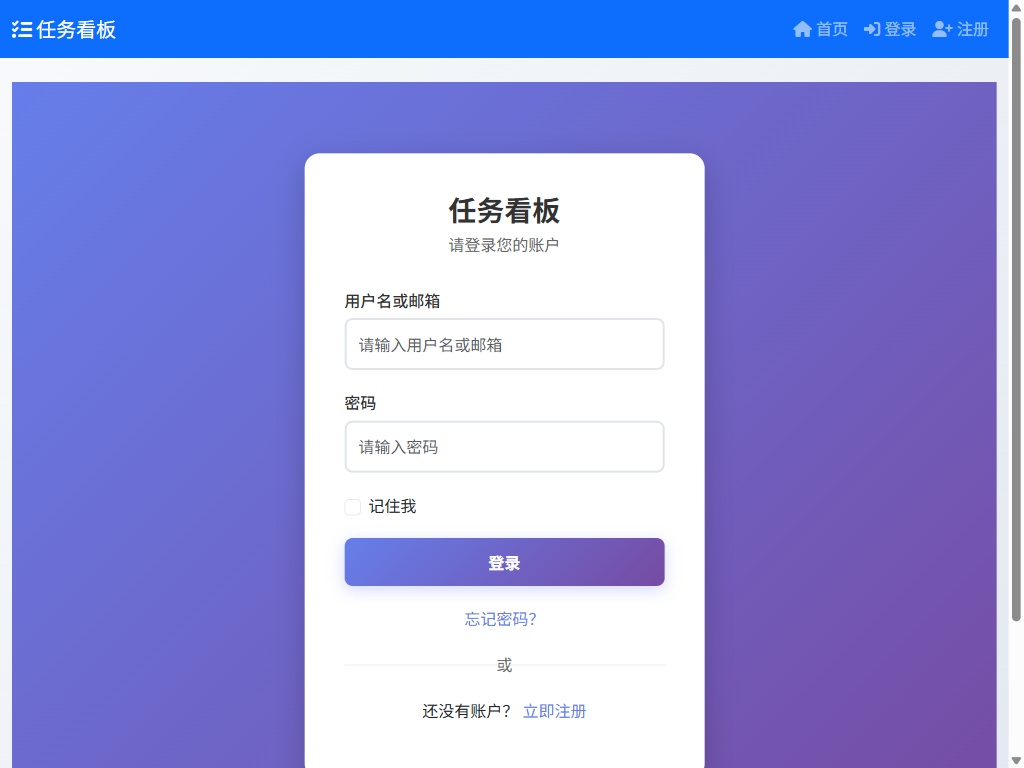 任务看板
首页
登录
注册
任务看板
请登录您的账户
用户名或邮箱
请输入用户名或邮箱
密码
请输入密码
记住我
登录
忘记密码?
或
还没有账户? 立即注册